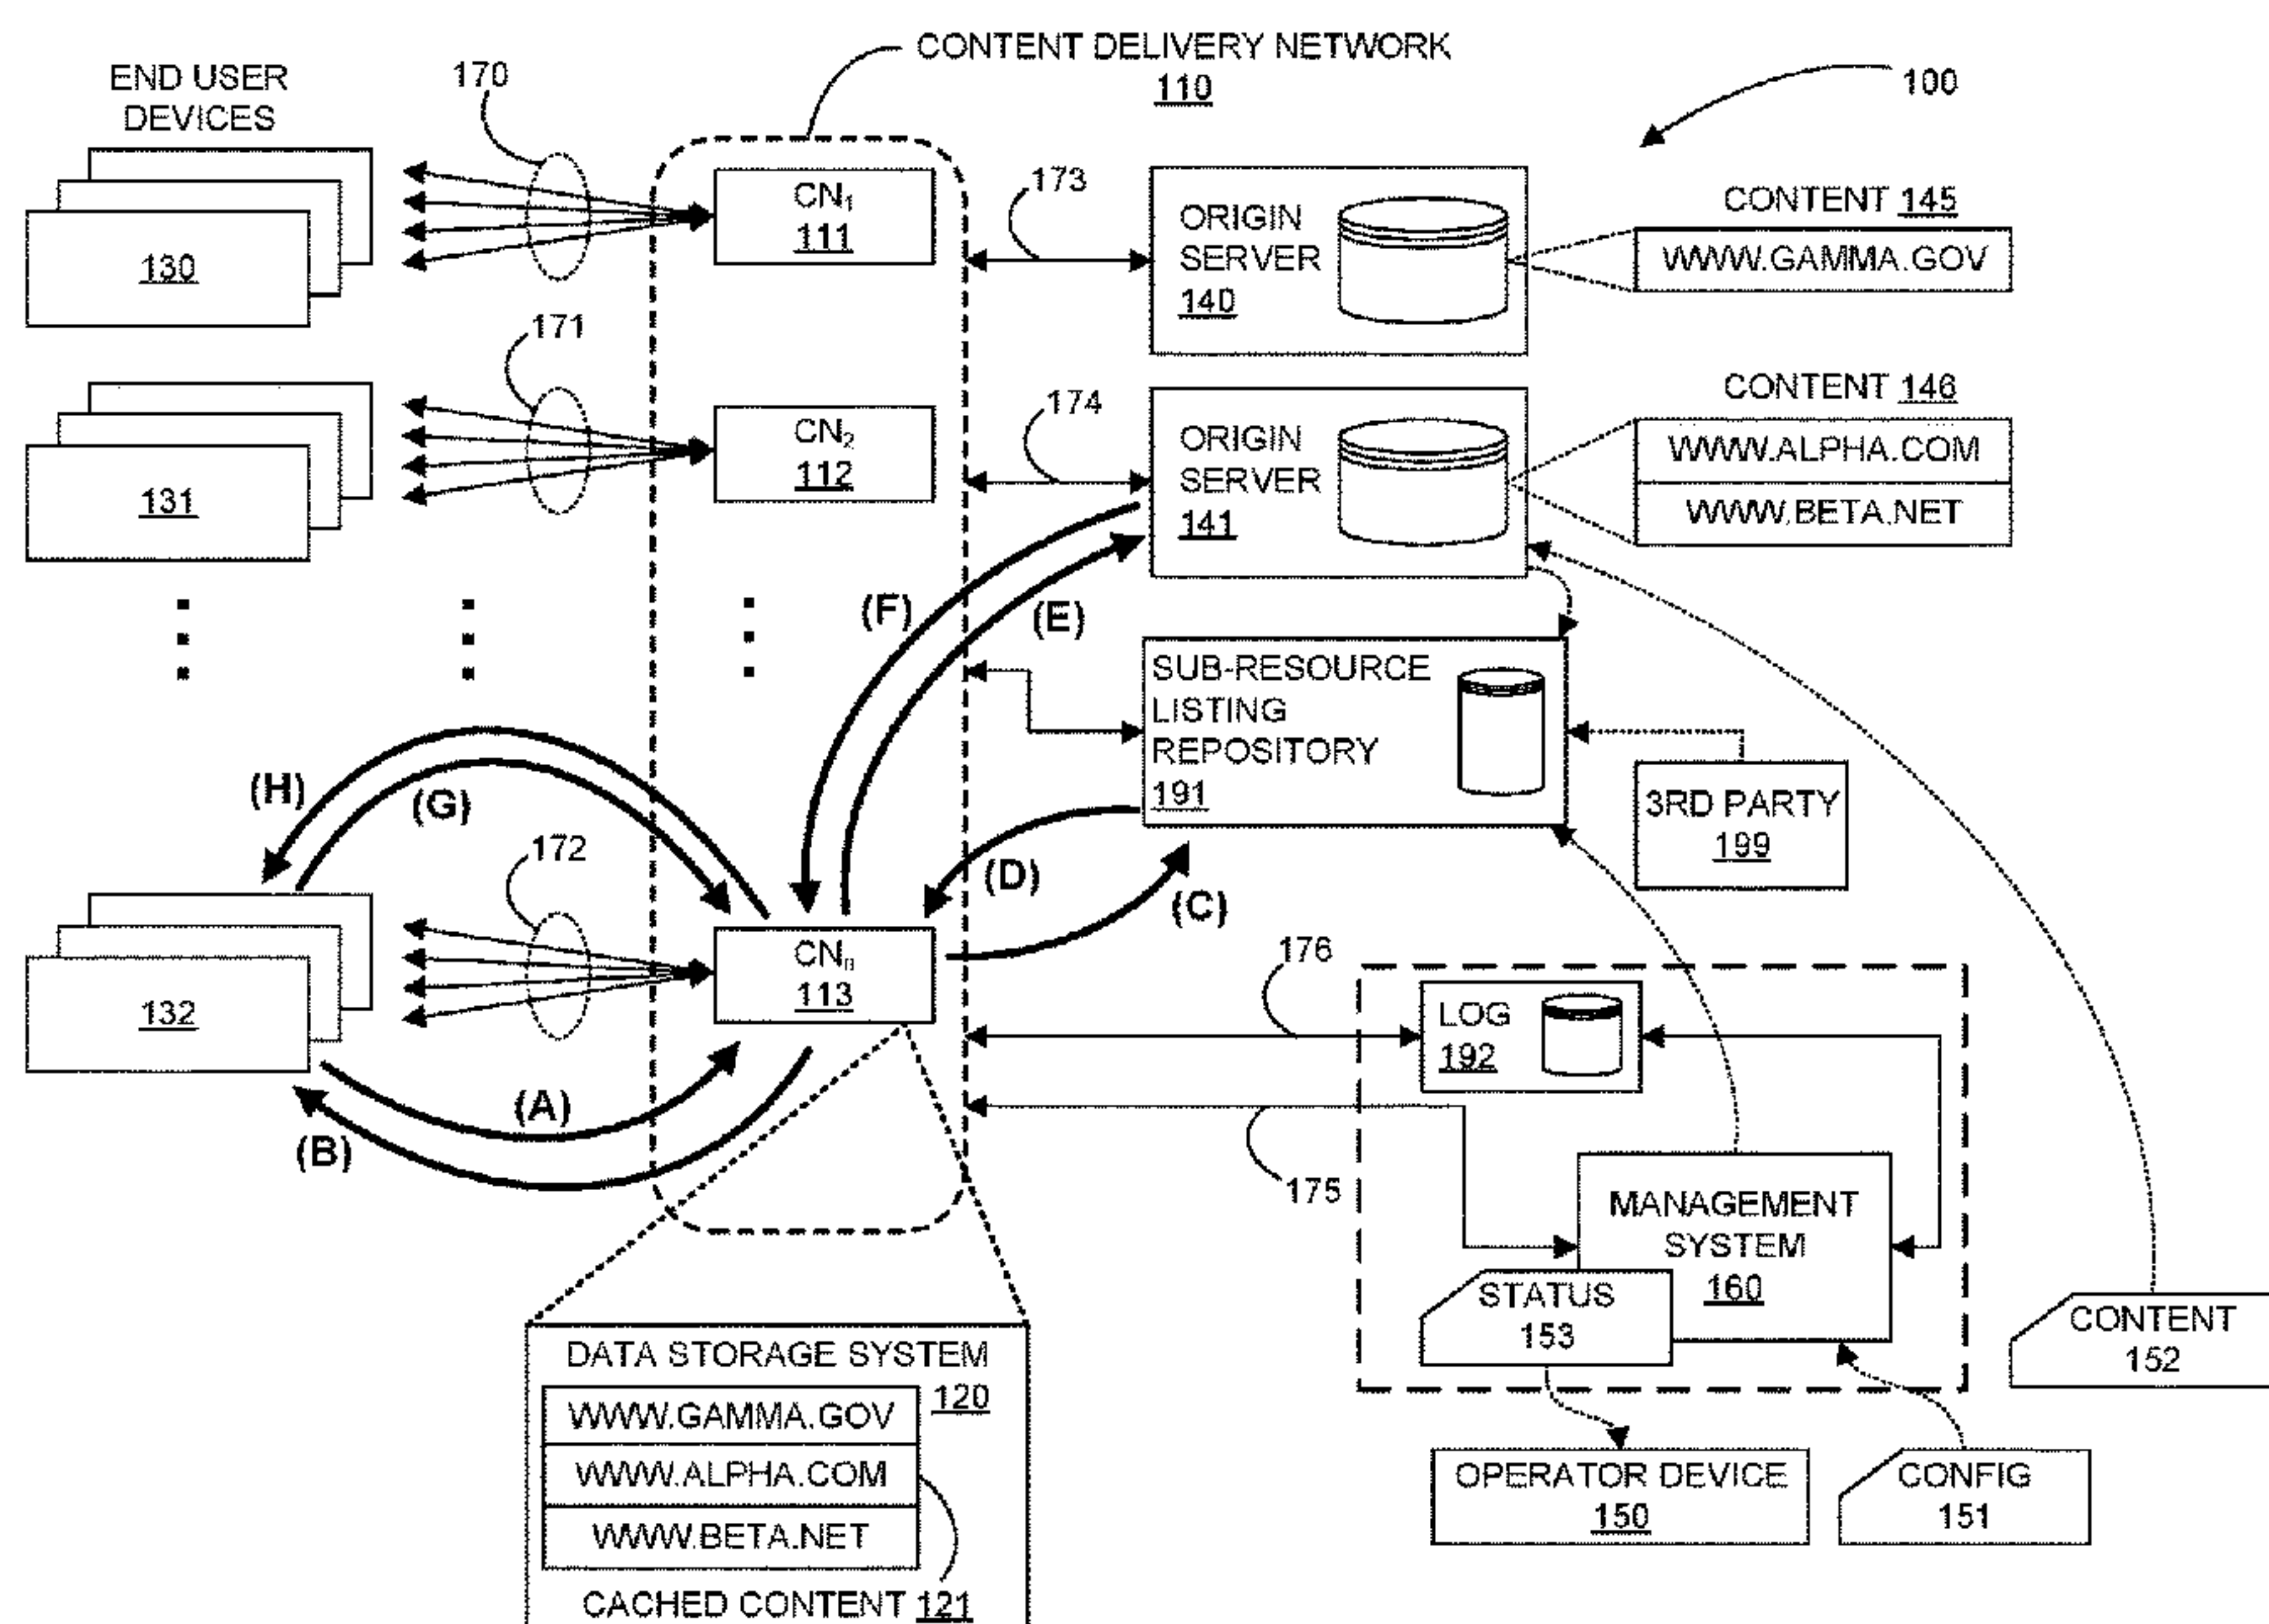 CONTENT DELIVERY NETWORK
110
END USER
DEVICES
170
100
CN₁
111
173
ORIGIN
SERVER
140
CONTENT 145
WWW.GAMMA.GOV
130
171
CN₂
112
174
ORIGIN
SERVER
141
CONTENT 146
WWW.ALPHA.COM
WWW.BETA.NET
131
(F)
(E)
SUB-RESOURCE
LISTING
REPOSITORY
191
3RD PARTY
199
(H)
(G)
172
(D)
(C)
CNₙ
113
132
176
LOG
192
(A)
(B)
175
MANAGEMENT
SYSTEM
160
STATUS
153
CONTENT
152
DATA STORAGE SYSTEM
120
WWW.GAMMA.GOV
WWW.ALPHA.COM
WWW.BETA.NET
CACHED CONTENT 121
OPERATOR DEVICE
150
CONFIG
151